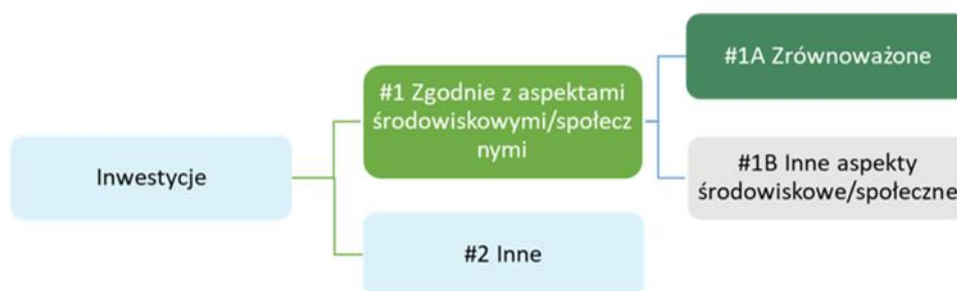 #1A Zrównoważone
#1 Zgodnie z aspektami
środowiskowymi/społecz
nymi
Inwestycje
#1B Inne aspekty
środowiskowe/społeczne
#2 Inne